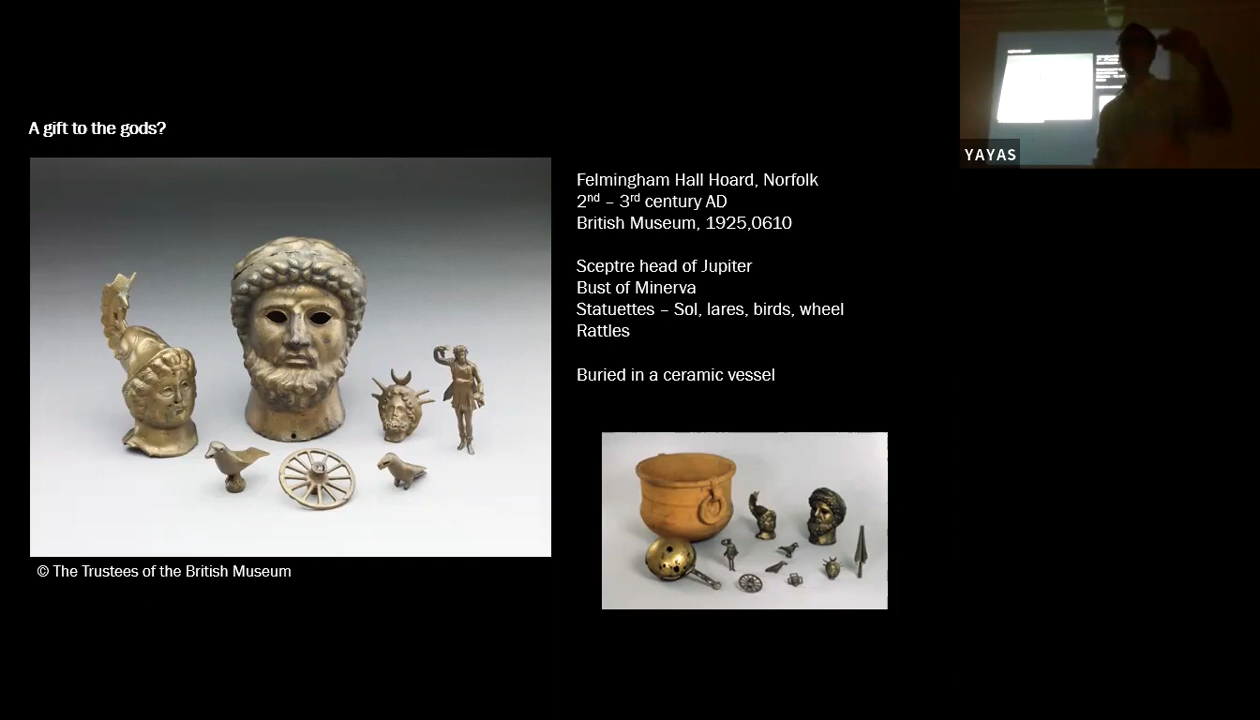 A gift to the gods?
Felmingham Hall Hoard, Norfolk
2nd – 3rd century AD
British Museum, 1925,0610
Sceptre head of Jupiter
Bust of Minerva
Statuettes – Sol, lares, birds, wheel
Rattles
Buried in a ceramic vessel
© The Trustees of the British Museum
YAYAS